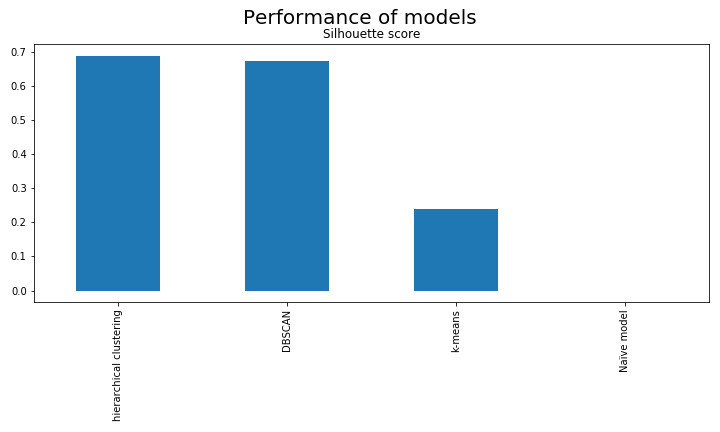 Performance of models
Silhouette score
0.7
0.6
0.5
0.4
0.3
0.2
0.1
0.0
hierarchical clustering
DBSCAN
k-means
Naïve model